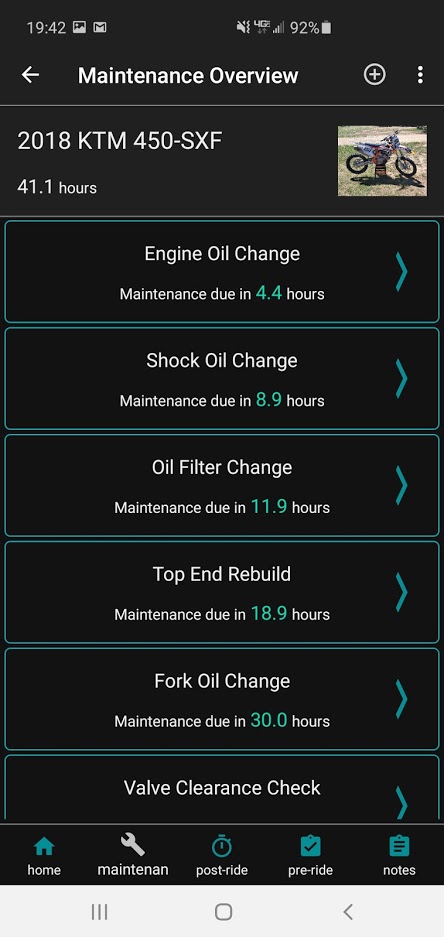 19:42 4GE 92%
Maintenance Overview
2018 KTM 450-SXF
41.1 hours
Engine Oil Change
Maintenance due in 4.4 hours
Shock Oil Change
Maintenance due in 8.9 hours
Oil Filter Change
Maintenance due in 11.9 hours
Top End Rebuild
Maintenance due in 18.9 hours
Fork Oil Change
Maintenance due in 30.0 hours
Valve Clearance Check
home maintenan post-ride pre-ride notes